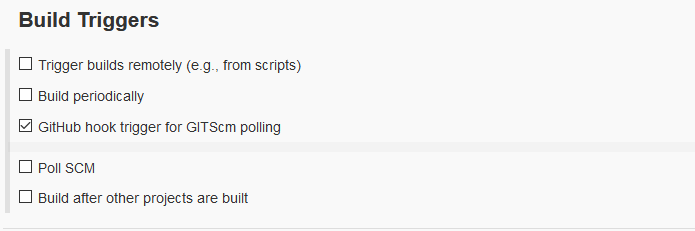 Build Triggers
Trigger builds remotely (e.g., from scripts)
Build periodically
GitHub hook trigger for GITScm polling
Poll SCM
Build after other projects are built